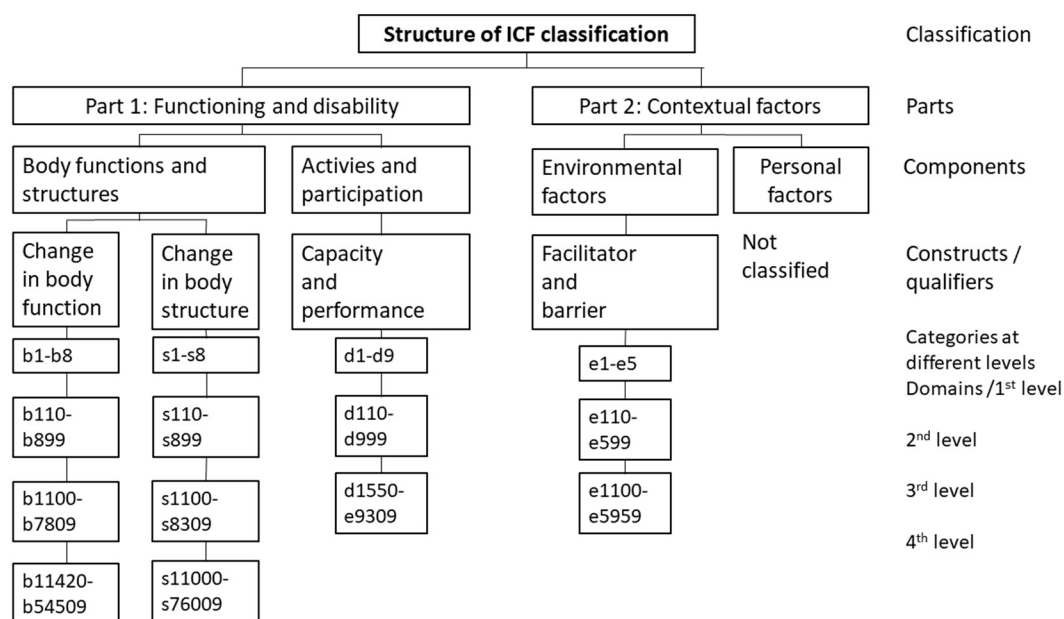 Structure of ICF classification
Classification
Part 1: Functioning and disability
Part 2: Contextual factors
Parts
Body functions and
structures
Activies and
participation
Environmental
factors
Personal
factors
Components
Change
in body
function
Change
in body
structure
Capacity
and
performance
Facilitator
and
barrier
Not
classified
Constructs /
qualifiers
b1-b8
s1-s8
d1-d9
e1-e5
Categories at
different levels
Domains /1st level
b110-
b899
s110-
s899
d110-
d999
e110-
e599
2nd level
b1100-
b7809
s1100-
s8309
d1550-
e9309
e1100-
e5959
3rd level
4th level
b11420-
b54509
s11000-
s76009